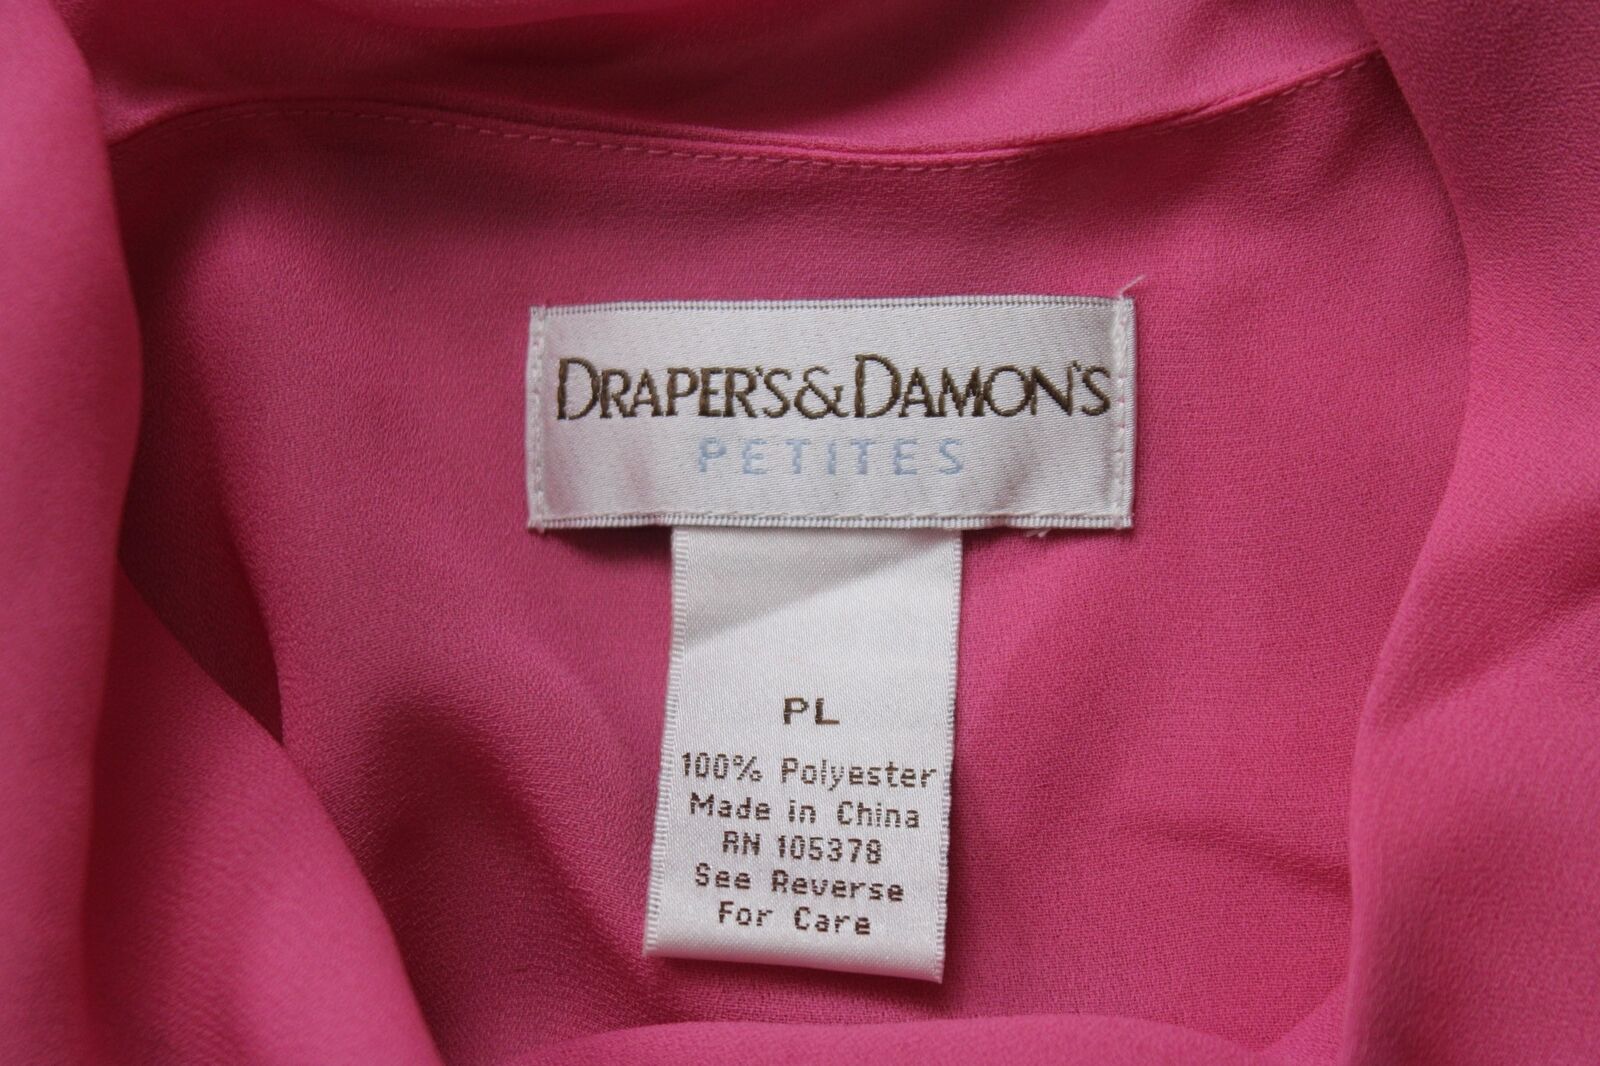 DRAPER'S & DAMON'S
PETITES
PL
100% Polyester
Made in China
RN 105378
See Reverse
For Care